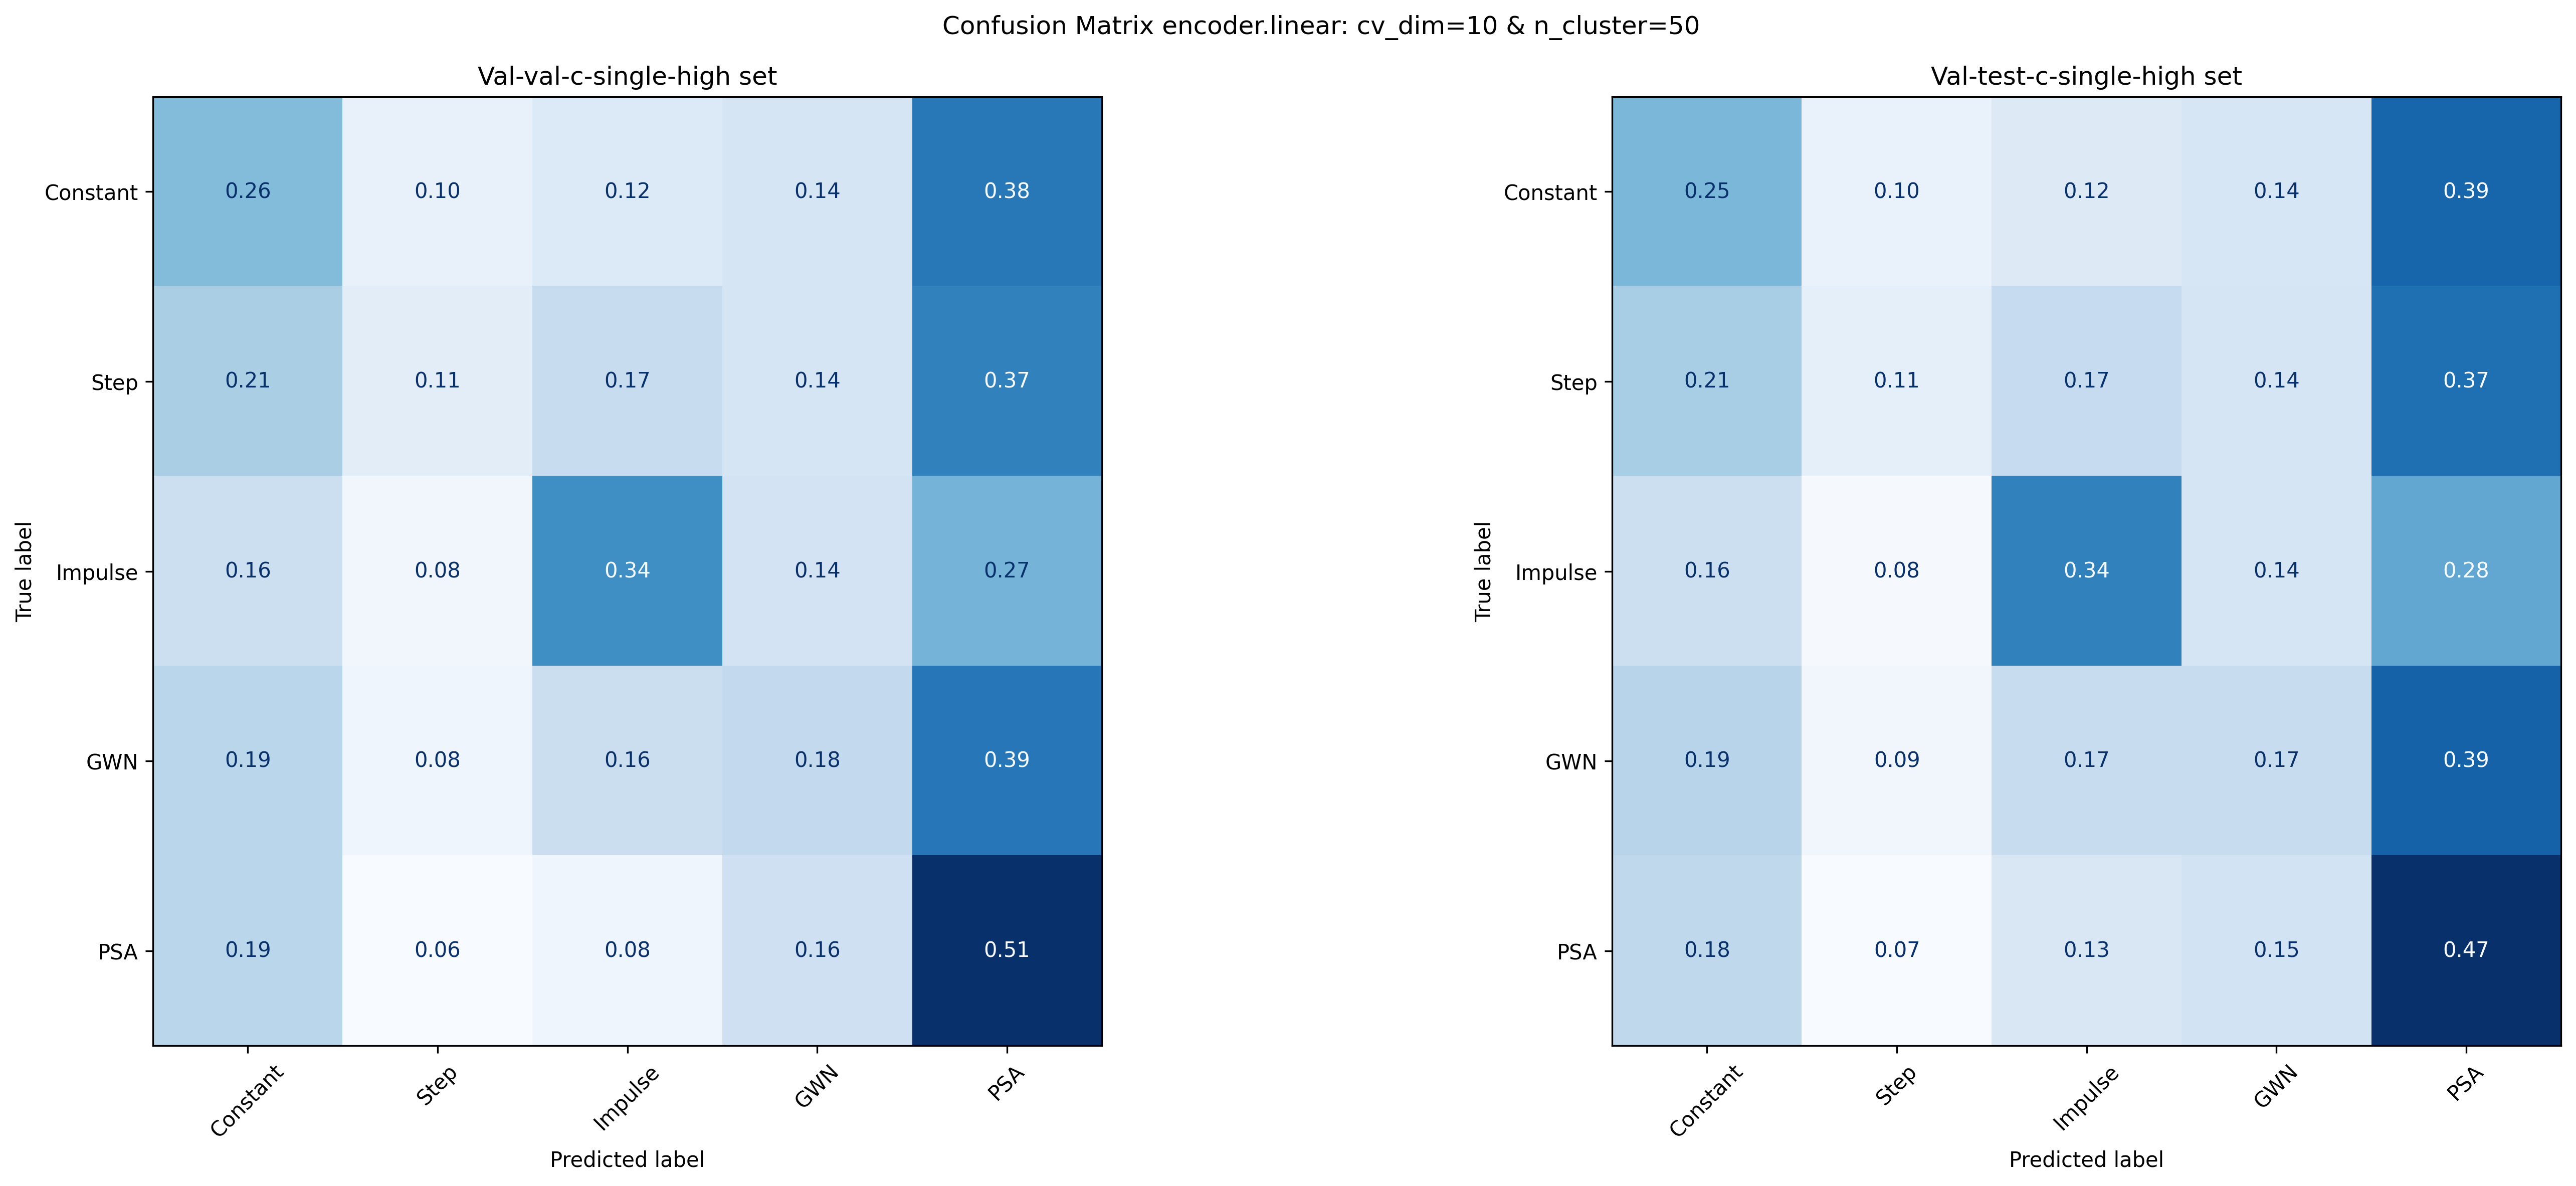 Confusion Matrix encoder.linear: cv_dim=10 & n_cluster=50
Val-val-c-single-high set
True label
Constant 0.26 0.10 0.12 0.14 0.38
Step 0.21 0.11 0.17 0.14 0.37
Impulse 0.16 0.08 0.34 0.14 0.27
GWN 0.19 0.08 0.16 0.18 0.39
PSA 0.19 0.06 0.08 0.16 0.51
Constant Step Impulse GWN PSA
Predicted label
Val-test-c-single-high set
True label
Constant 0.25 0.10 0.12 0.14 0.39
Step 0.21 0.11 0.17 0.14 0.37
Impulse 0.16 0.08 0.34 0.14 0.28
GWN 0.19 0.09 0.17 0.17 0.39
PSA 0.18 0.07 0.13 0.15 0.47
Constant Step Impulse GWN PSA
Predicted label